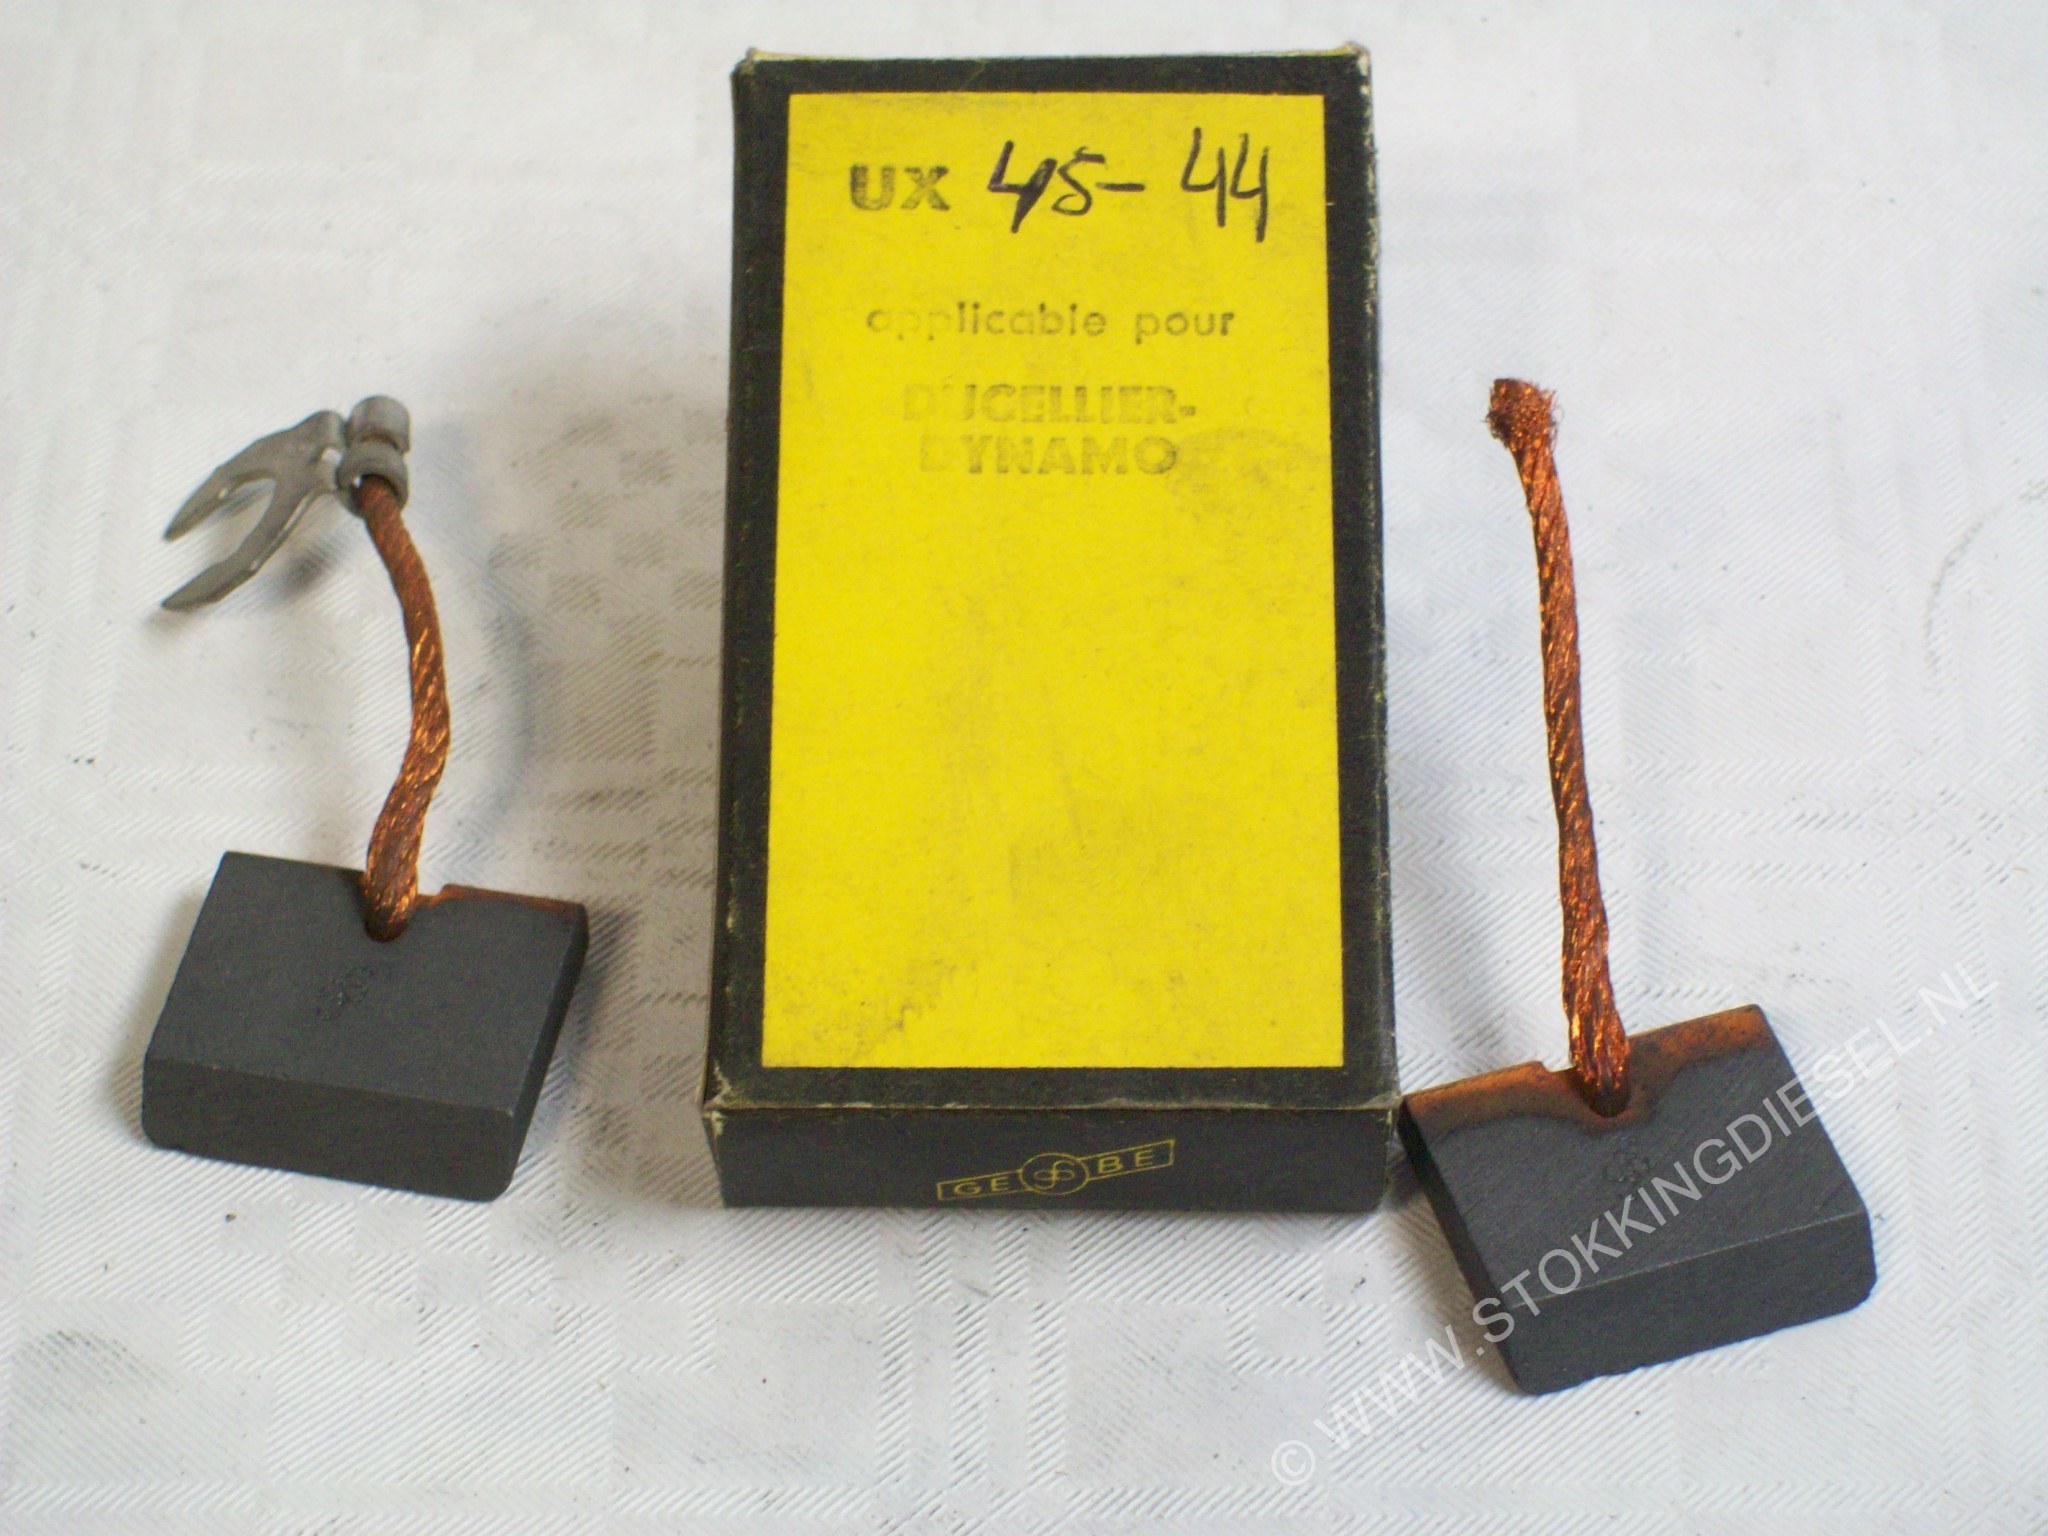 UX 45-44
applicable pour
DUCELLIER-
DYNAMO
GE BE
© WWW.STOKKINGDIESEL.NL